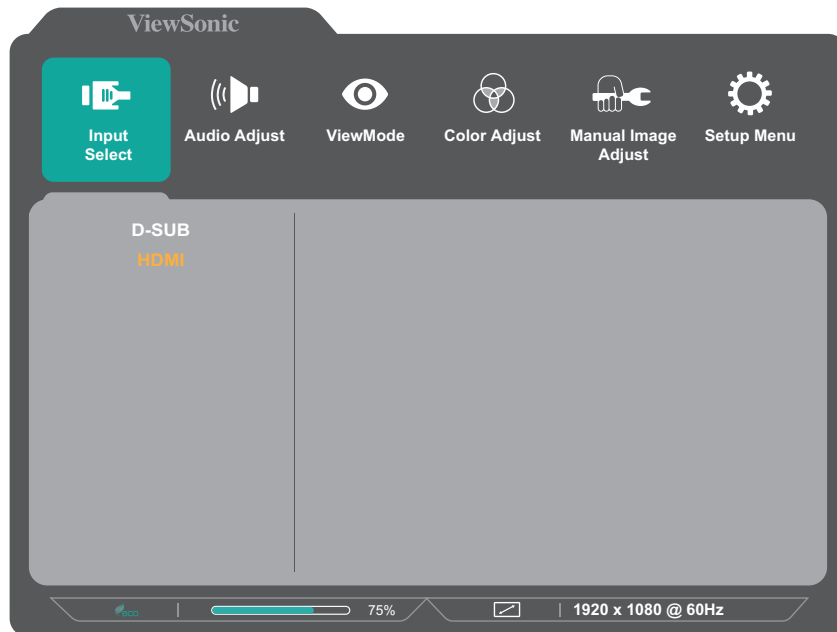 ViewSonic
Input
Select
Audio Adjust
ViewMode
Color Adjust
Manual Image
Adjust
Setup Menu
D-SUB
HDMI
eco
75%
1920 x 1080 @ 60Hz